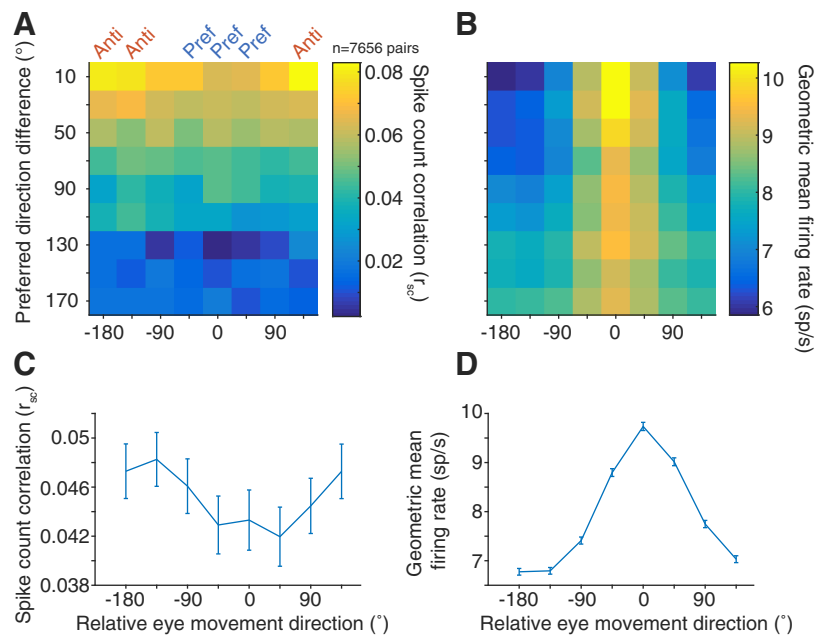 A
Anti Anti Pref Pref Pref Anti
n=7656 pairs
Preferred direction difference (°)
10
50
90
130
170
-180 -90 0 90
0.08
0.06
0.04
0.02
Spike count correlation (rsc)
B
-180 -90 0 90
10
9
8
7
6
Geometric mean firing rate (sp/s)
C
Spike count correlation (rsc)
0.05
0.046
0.042
0.038
-180 -90 0 90
Relative eye movement direction (°)
D
Geometric mean
firing rate (sp/s)
10
9
8
7
-180 -90 0 90
Relative eye movement direction (°)